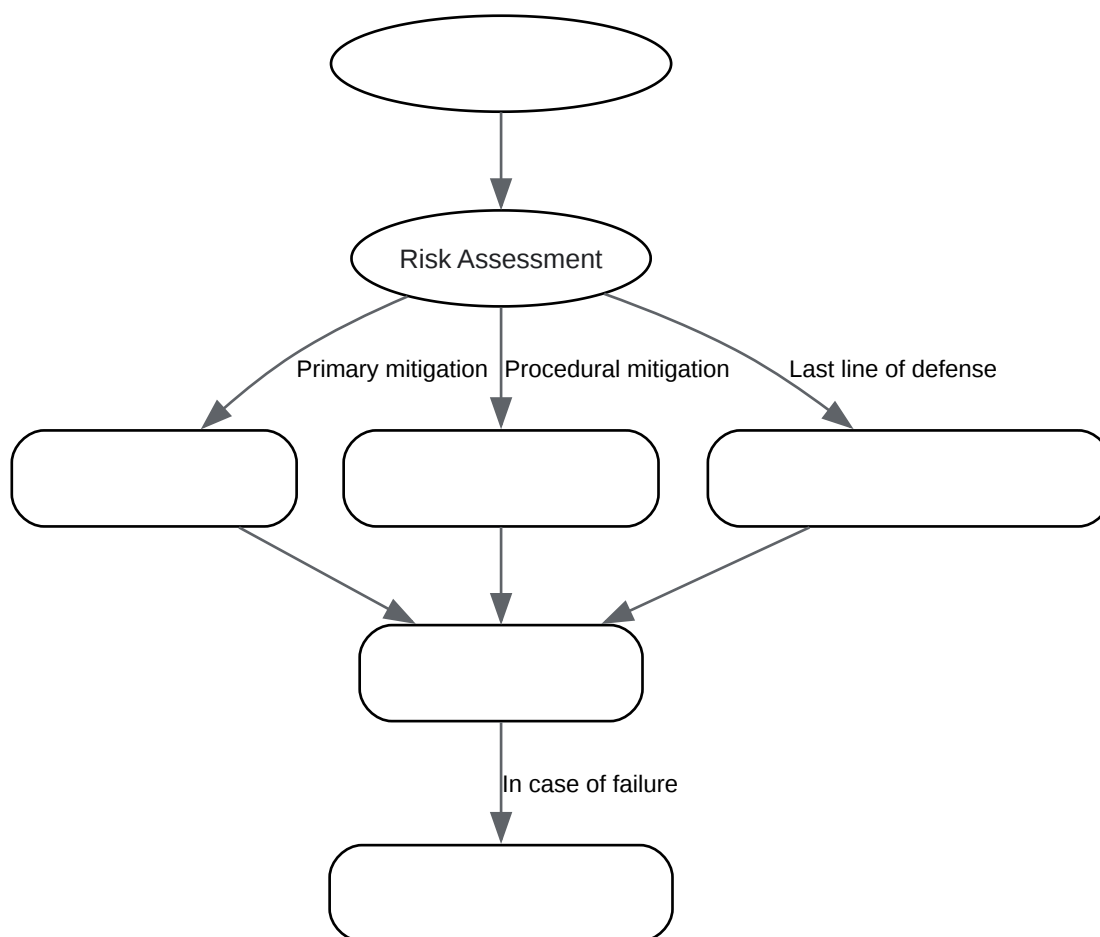 Risk Assessment
Primary mitigation
Procedural mitigation
Last line of defense
In case of failure